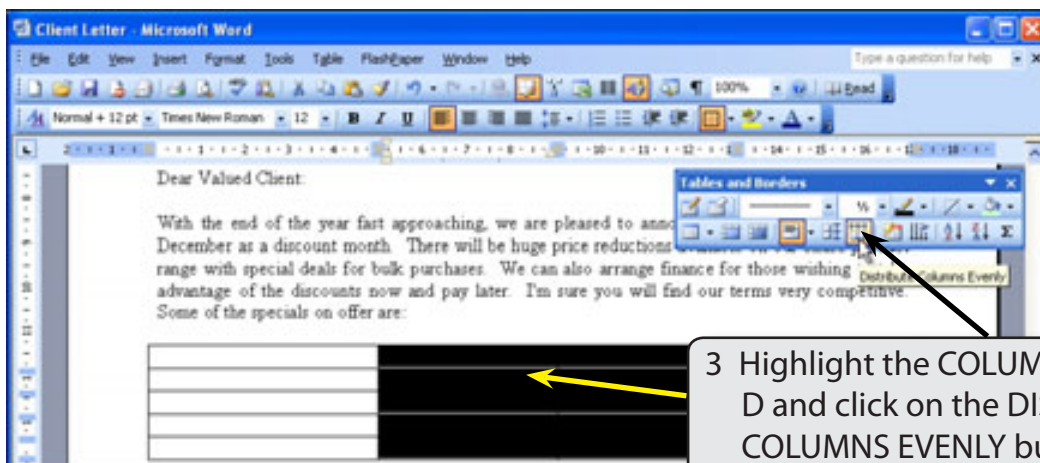 Client Letter - Microsoft Word
File Edit View Insert Format Tools Table FlashPaper Window Help Type a question for help
100% Read
Normal + 12 pt Times New Roman 12 B I U
Dear Valued Client:
Tables and Borders
With the end of the year fast approaching, we are pleased to
December as a discount month. There will be huge price reductions
range with special deals for bulk purchases. We can also arrange finance for those wishing
Distribute Columns Evenly
advantage of the discounts now and pay later. I'm sure you will find our terms very competitive.
Some of the specials on offer are:
3 Highlight the COLUM
D and click on the DI
COLUMNS EVENLY bu